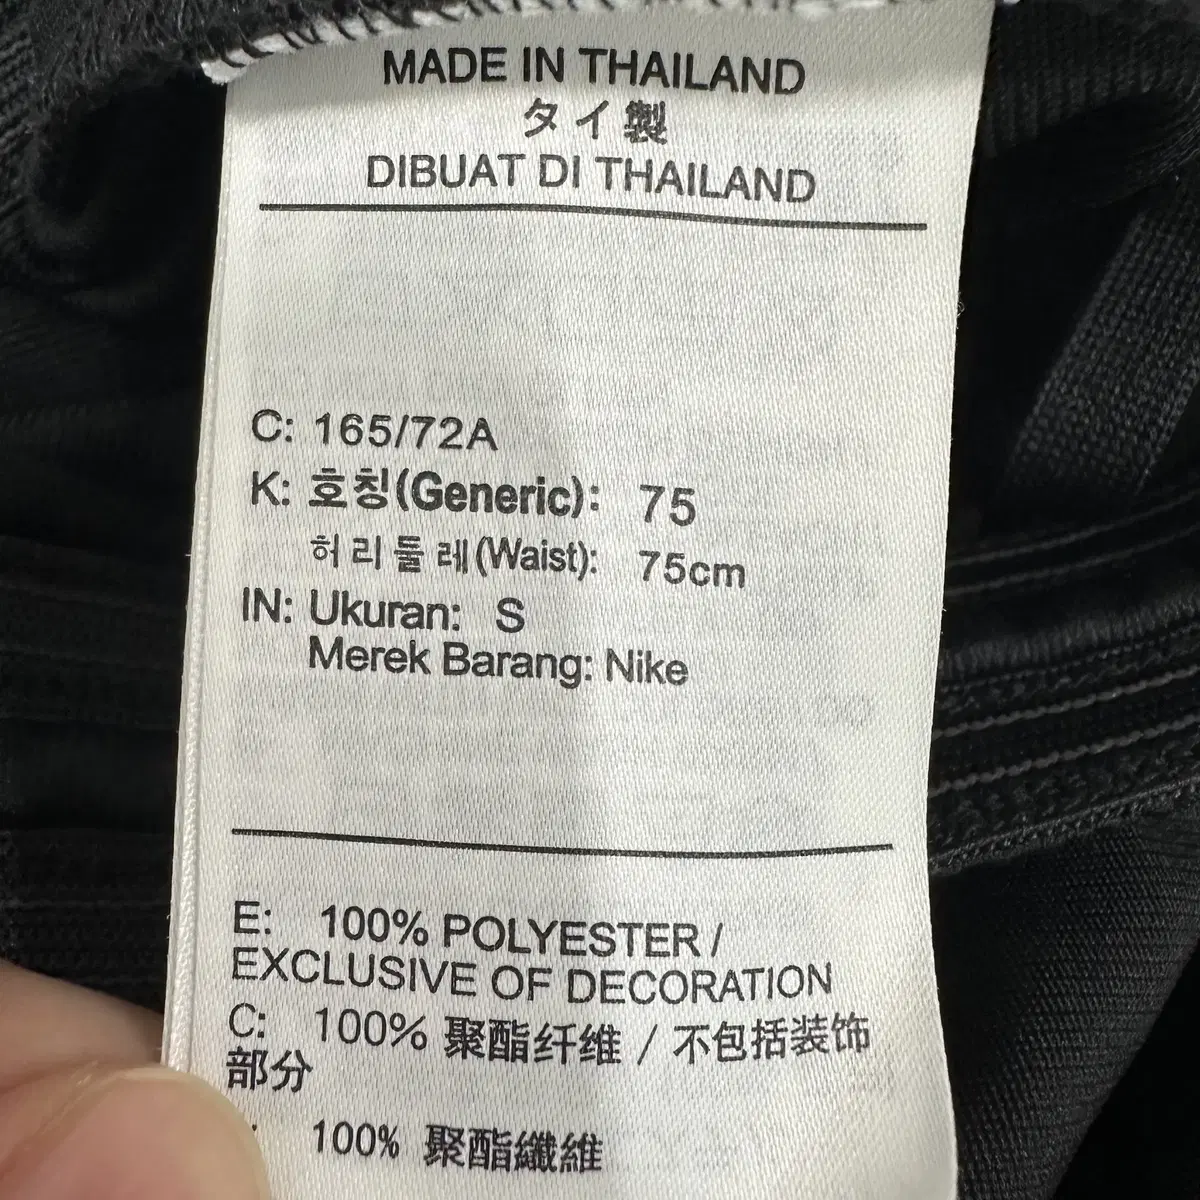 MADE IN THAILAND
タイ製
DIBUAT DI THAILAND
C: 165/72A
K: 호칭(Generic): 75
허리둘레(Waist): 75cm
IN: Ukuran: S
Merek Barang: Nike
E: 100% POLYESTER /
EXCLUSIVE OF DECORATION
C: 100% 聚酯纤维 / 不包括装饰
部分
100% 聚酯纖維